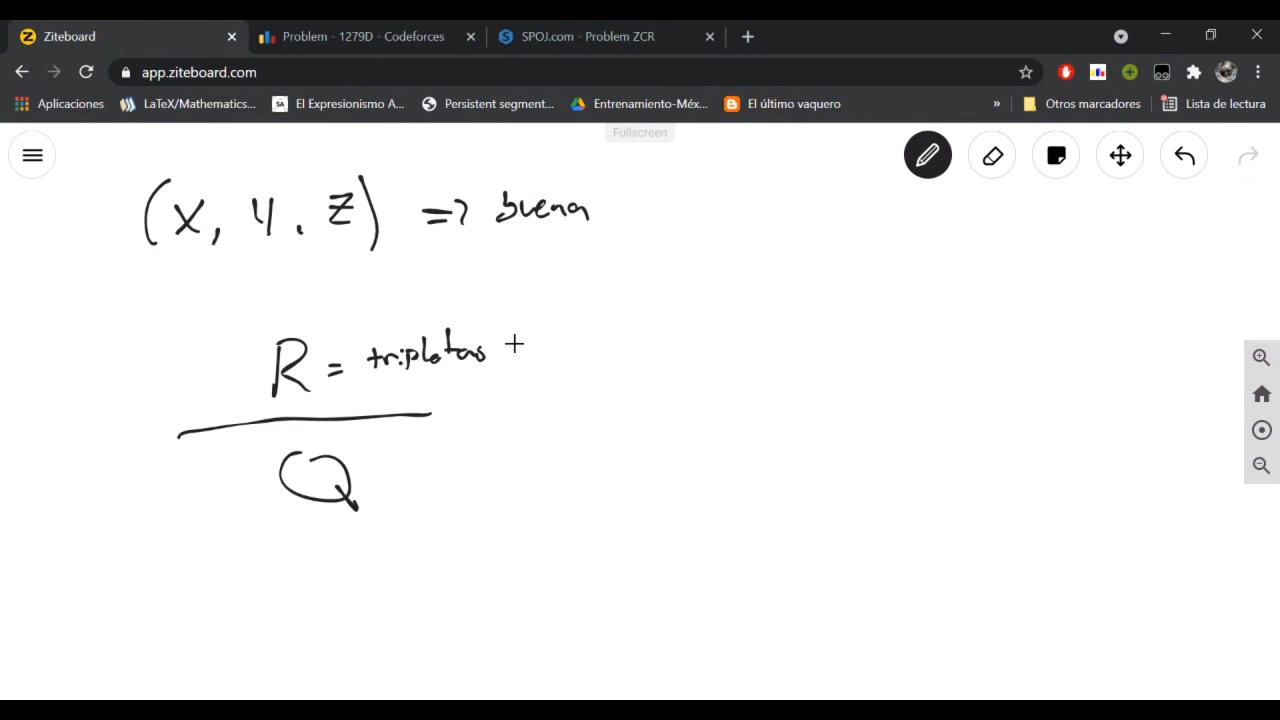 Ziteboard
Problem - 1279D - Codeforces
SPOJ.com - Problem ZCR
app.ziteboard.com
Aplicaciones
LaTeX/Mathematics...
SA
El Expresionismo A...
Persistent segment...
Entrenamiento-Méx...
El último vaquero
»
Otros marcadores
Lista de lectura
Fullscreen
(x, y, z) => buena
R = tripletas
Q